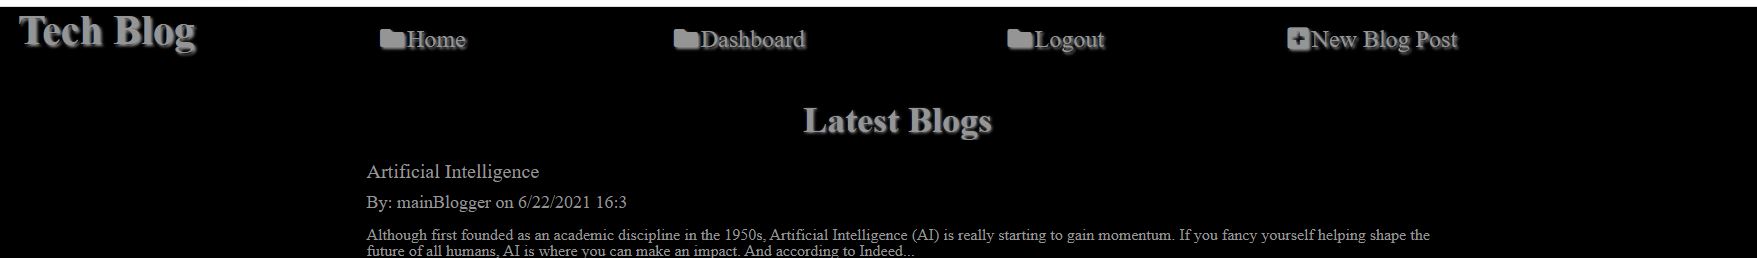 Tech Blog
Home Dashboard Logout New Blog Post
Latest Blogs
Artificial Intelligence
By: mainBlogger on 6/22/2021 16:3
Although first founded as an academic discipline in the 1950s, Artificial Intelligence (AI) is really starting to gain momentum. If you fancy yourself helping shape the
future of all humans, AI is where you can make an impact. And according to Indeed...